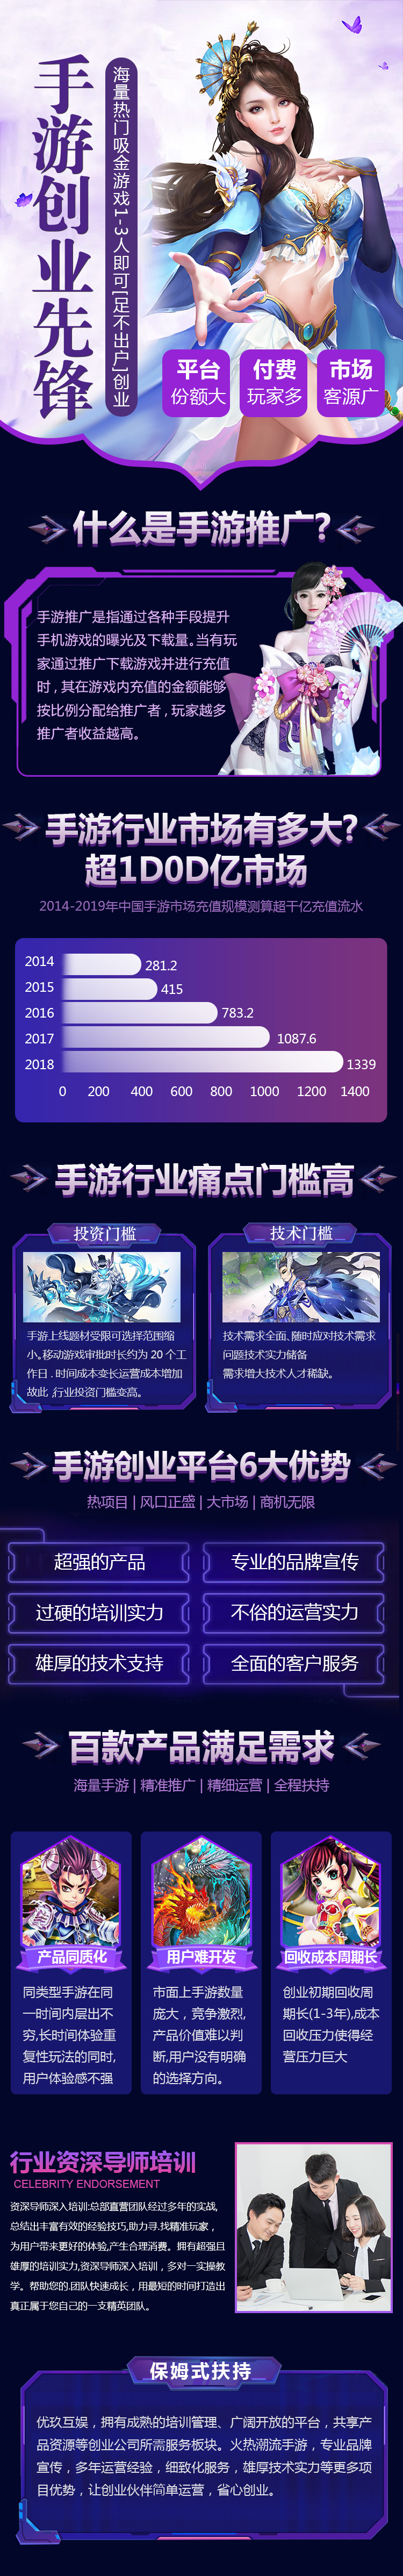 手游创业先锋
海量热门吸金游戏1-3人即可[足不出户]创业
平台
份额大
付费
玩家多
市场
客源广
什么是手游推广?
手游推广是指通过各种手段提升
手机游戏的曝光及下载量。当有玩
家通过推广下载游戏并进行充值
时，其在游戏内充值的金额能够
按比例分配给推广者，玩家越多
推广者收益越高。
手游行业市场有多大?
超1D0D亿市场
2014-2019年中国手游市场充值规模测算超千亿充值流水
2014 281.2
2015 415
2016 783.2
2017 1087.6
2018 1339
0 200 400 600 800 1000 1200 1400
手游行业痛点门槛高
投资门槛
手游上线题材受限可选择范围缩
小。移动游戏审批时长约为 20 个工
作日 . 时间成本变长运营成本增加
故此 ,行业投资门槛变高。
技术门槛
技术需求全面、随时应对技术需求
问题技术实力储备
需求增大技术人才稀缺。
手游创业平台6大优势
热项目 | 风口正盛 | 大市场 | 商机无限
超强的产品
专业的品牌宣传
过硬的培训实力
不俗的运营实力
雄厚的技术支持
全面的客户服务
百款产品满足需求
海量手游 | 精准推广 | 精细运营 | 全程扶持
产品同质化
同类型手游在同
一时间内层出不
穷,长时间体验重
复性玩法的同时,
用户体验感不强
用户难开发
市面上手游数量
庞大，竞争激烈,
产品价值难以判
断,用户没有明确
的选择方向。
回收成本周期长
创业初期回收周
期长(1-3年),成本
回收压力使得经
营压力巨大
行业资深导师培训
CELEBRITY ENDORSEMENT
资深导师深入培训:总部直营团队经过多年的实战,
总结出丰富有效的经验技巧,助力寻.找精准玩家，
为用户带来更好的体验,产生合理消费。拥有超强且
雄厚的培训实力,资深导师深入培训，多对一实操教
学。帮助您的.团队快速成长，用最短的时间打造出
真正属于您自己的一支精英团队。
保姆式扶持
优玖互娱，拥有成熟的培训管理、广阔开放的平台，共享产
品资源等创业公司所需服务板块。火热潮流手游，专业品牌
宣传，多年运营经验，细致化服务，雄厚技术实力等更多项
目优势，让创业伙伴简单运营，省心创业。